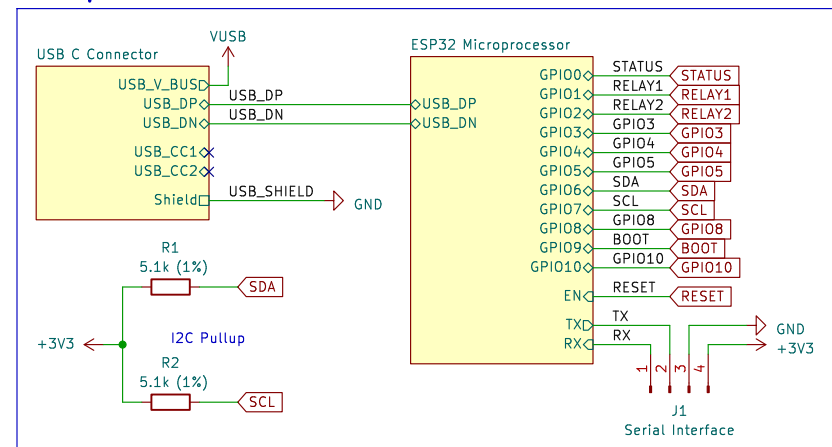 VUSB
USB C Connector
USB_V_BUS
USB_DP
USB_DN
USB_CC1
USB_CC2
Shield
USB_DP
USB_DN
USB_SHIELD
GND
ESP32 Microprocessor
USB_DP
USB_DN
GPIO0 STATUS STATUS
GPIO1 RELAY1 RELAY1
GPIO2 RELAY2 RELAY2
GPIO3 GPIO3 GPIO3
GPIO4 GPIO4 GPIO4
GPIO5 GPIO5 GPIO5
GPIO6 SDA SDA
GPIO7 SCL SCL
GPIO8 GPIO8 GPIO8
GPIO9 BOOT BOOT
GPIO10 GPIO10 GPIO10
EN RESET RESET
TX TX
RX RX
GND
+3V3
1 2 3 4
J1
Serial Interface
R1
5.1k (1%)
SDA
+3V3
I2C Pullup
R2
5.1k (1%)
SCL